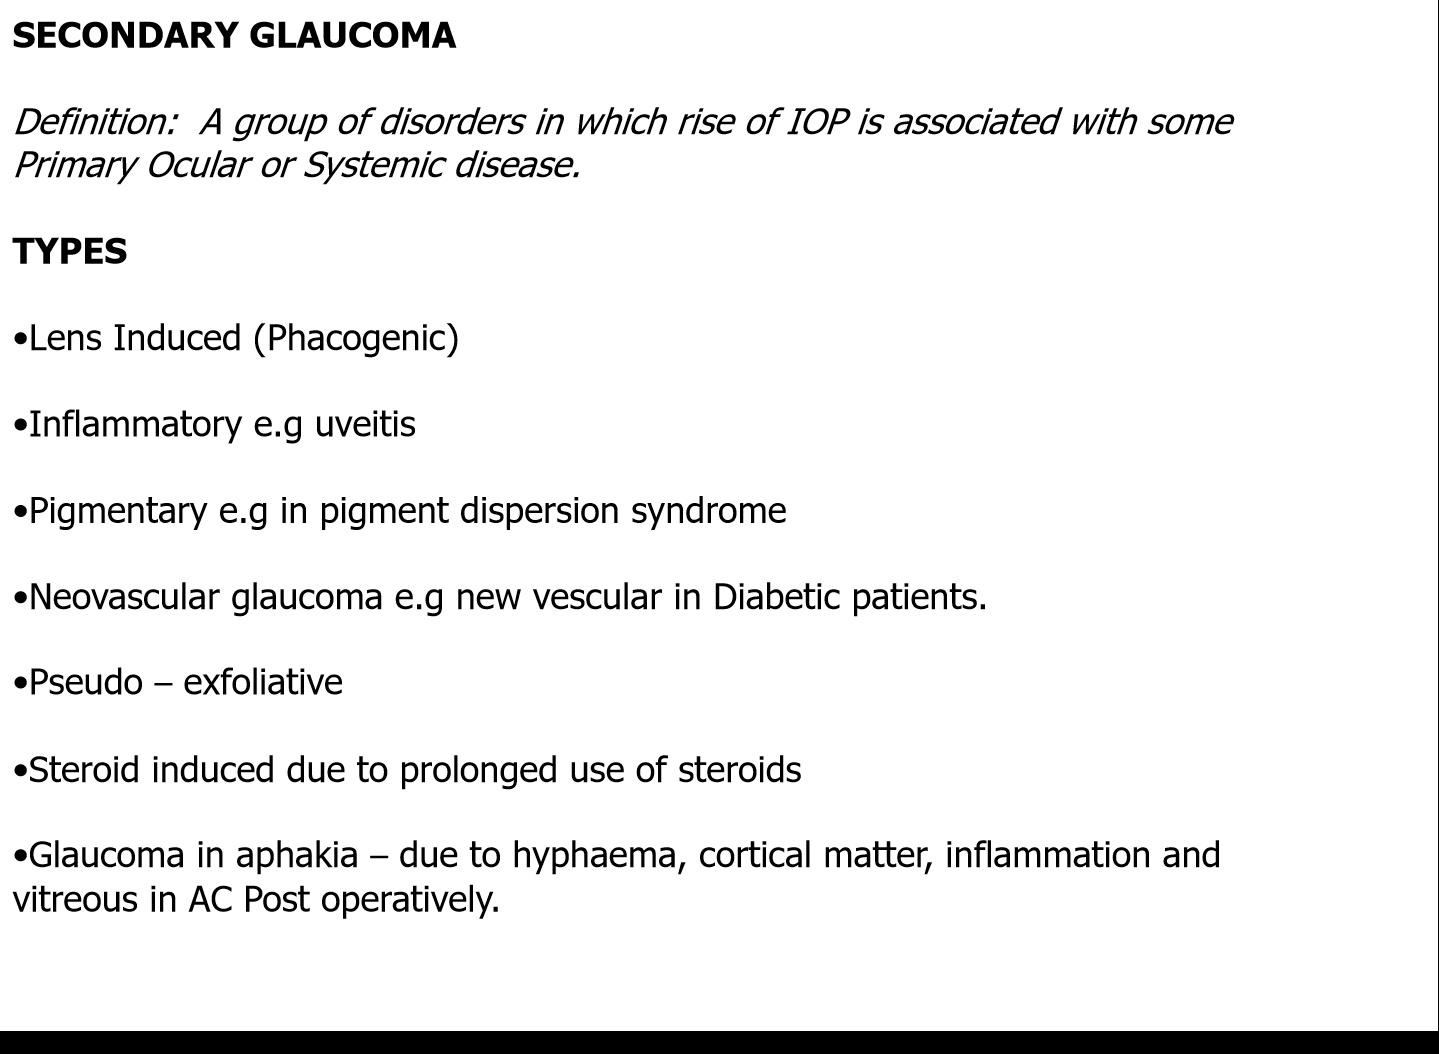 SECONDARY GLAUCOMA
Definition:  A group of disorders in which rise of IOP is associated with some
Primary Ocular or Systemic disease.
TYPES
•Lens Induced (Phacogenic)
•Inflammatory e.g uveitis
•Pigmentary e.g in pigment dispersion syndrome
•Neovascular glaucoma e.g new vescular in Diabetic patients.
•Pseudo – exfoliative
•Steroid induced due to prolonged use of steroids
•Glaucoma in aphakia – due to hyphaema, cortical matter, inflammation and
vitreous in AC Post operatively.